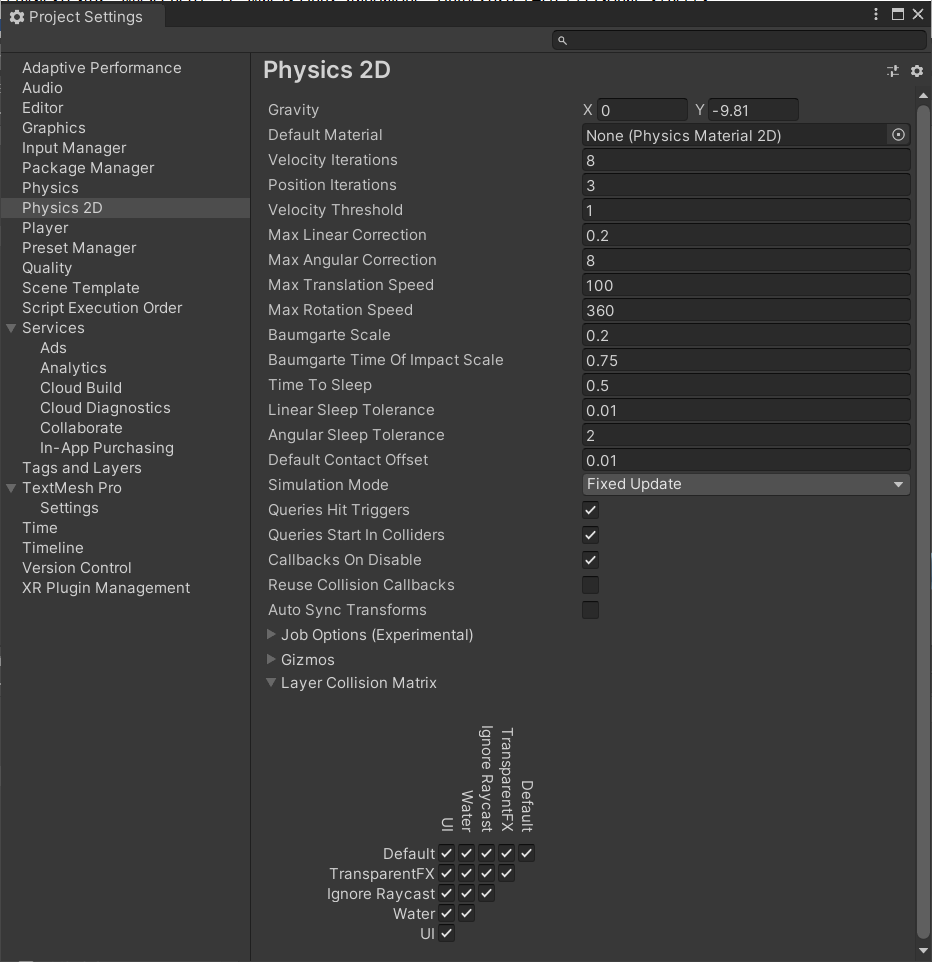 Project Settings
Adaptive Performance
Audio
Editor
Graphics
Input Manager
Package Manager
Physics
Physics 2D
Player
Preset Manager
Quality
Scene Template
Script Execution Order
Services
Ads
Analytics
Cloud Build
Cloud Diagnostics
Collaborate
In-App Purchasing
Tags and Layers
TextMesh Pro
Settings
Time
Timeline
Version Control
XR Plugin Management
Physics 2D
Gravity X 0 Y -9.81
Default Material None (Physics Material 2D)
Velocity Iterations 8
Position Iterations 3
Velocity Threshold 1
Max Linear Correction 0.2
Max Angular Correction 8
Max Translation Speed 100
Max Rotation Speed 360
Baumgarte Scale 0.2
Baumgarte Time Of Impact Scale 0.75
Time To Sleep 0.5
Linear Sleep Tolerance 0.01
Angular Sleep Tolerance 2
Default Contact Offset 0.01
Simulation Mode Fixed Update
Queries Hit Triggers
Queries Start In Colliders
Callbacks On Disable
Reuse Collision Callbacks
Auto Sync Transforms
Job Options (Experimental)
Gizmos
Layer Collision Matrix
UI
Water
Ignore Raycast
TransparentFX
Default
Default
TransparentFX
Ignore Raycast
Water
UI